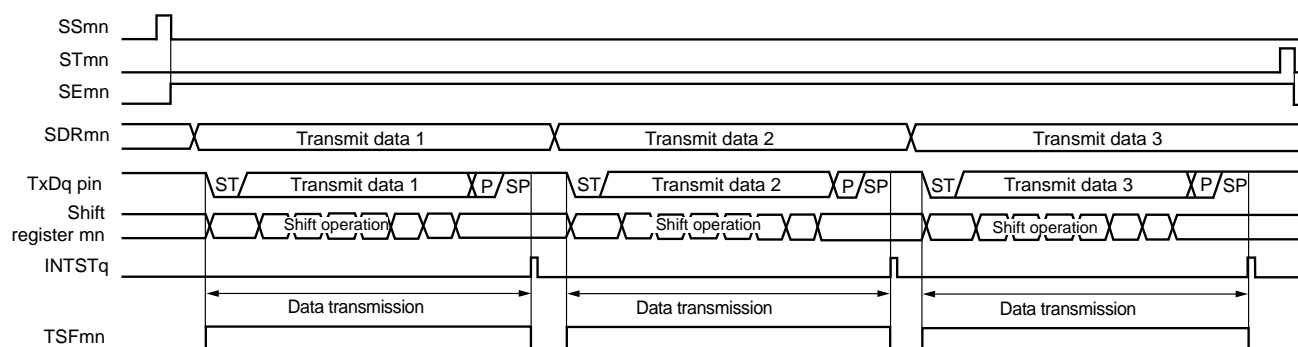 SSmn
STmn
SEmn
SDRmn Transmit data 1 Transmit data 2 Transmit data 3
TxDq pin ST Transmit data 1 P SP ST Transmit data 2 P SP ST Transmit data 3 P SP
Shift
register mn Shift operation Shift operation Shift operation
INTSTq
Data transmission Data transmission Data transmission
TSFmn